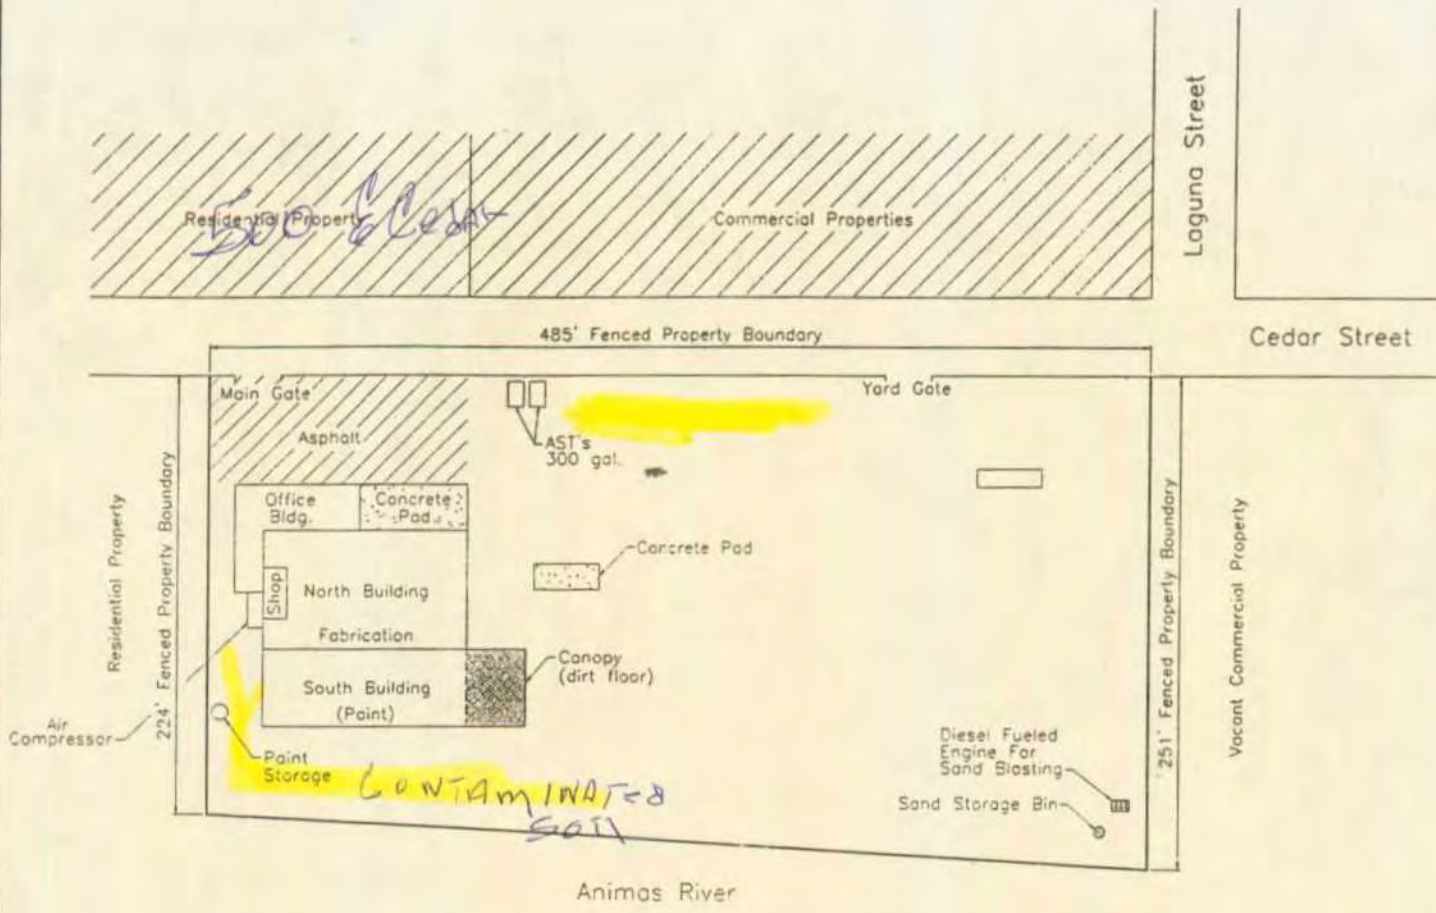 Laguna Street
Residential Property
500 E Cedar
Commercial Properties
485' Fenced Property Boundary
Cedar Street
Main Gate
Yard Gate
Asphalt
AST's
300 gal.
Office
Bldg.
Concrete
Pad
Concrete Pad
Shop
North Building
Fabrication
Canopy
(dirt floor)
South Building
(Paint)
Residential Property
224' Fenced Property Boundary
251' Fenced Property Boundary
Vacant Commercial Property
Air
Compressor
Paint
Storage
CONTAMINATED
SOIL
Diesel Fueled
Engine For
Sand Blasting
Sand Storage Bin
Animas River